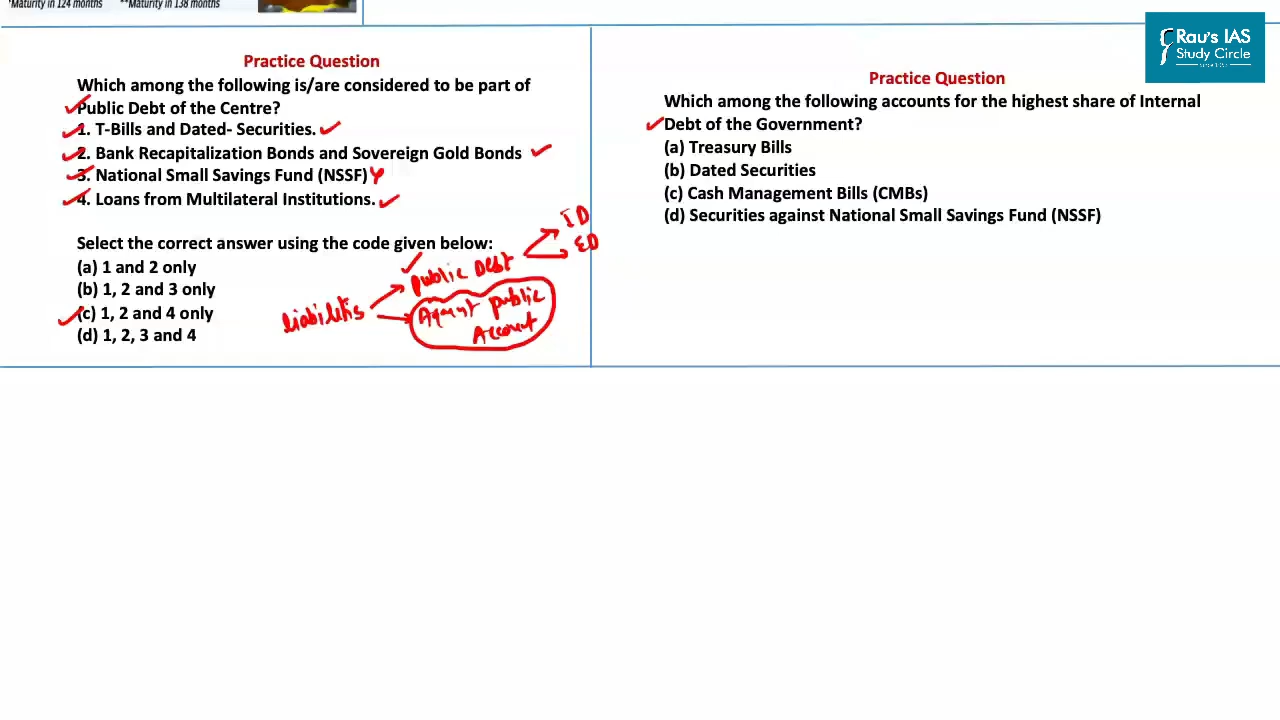 *Maturity in 124 months **Maturity in 138 months
Rau's IAS
Study Circle
Practice Question
Which among the following is/are considered to be part of
Public Debt of the Centre?
1. T-Bills and Dated- Securities.
2. Bank Recapitalization Bonds and Sovereign Gold Bonds
3. National Small Savings Fund (NSSF)
4. Loans from Multilateral Institutions.
Select the correct answer using the code given below:
(a) 1 and 2 only
(b) 1, 2 and 3 only
(c) 1, 2 and 4 only
(d) 1, 2, 3 and 4
Liabilities
Public Debt
ID
ED
Against public
Account
Practice Question
Which among the following accounts for the highest share of Internal
Debt of the Government?
(a) Treasury Bills
(b) Dated Securities
(c) Cash Management Bills (CMBs)
(d) Securities against National Small Savings Fund (NSSF)